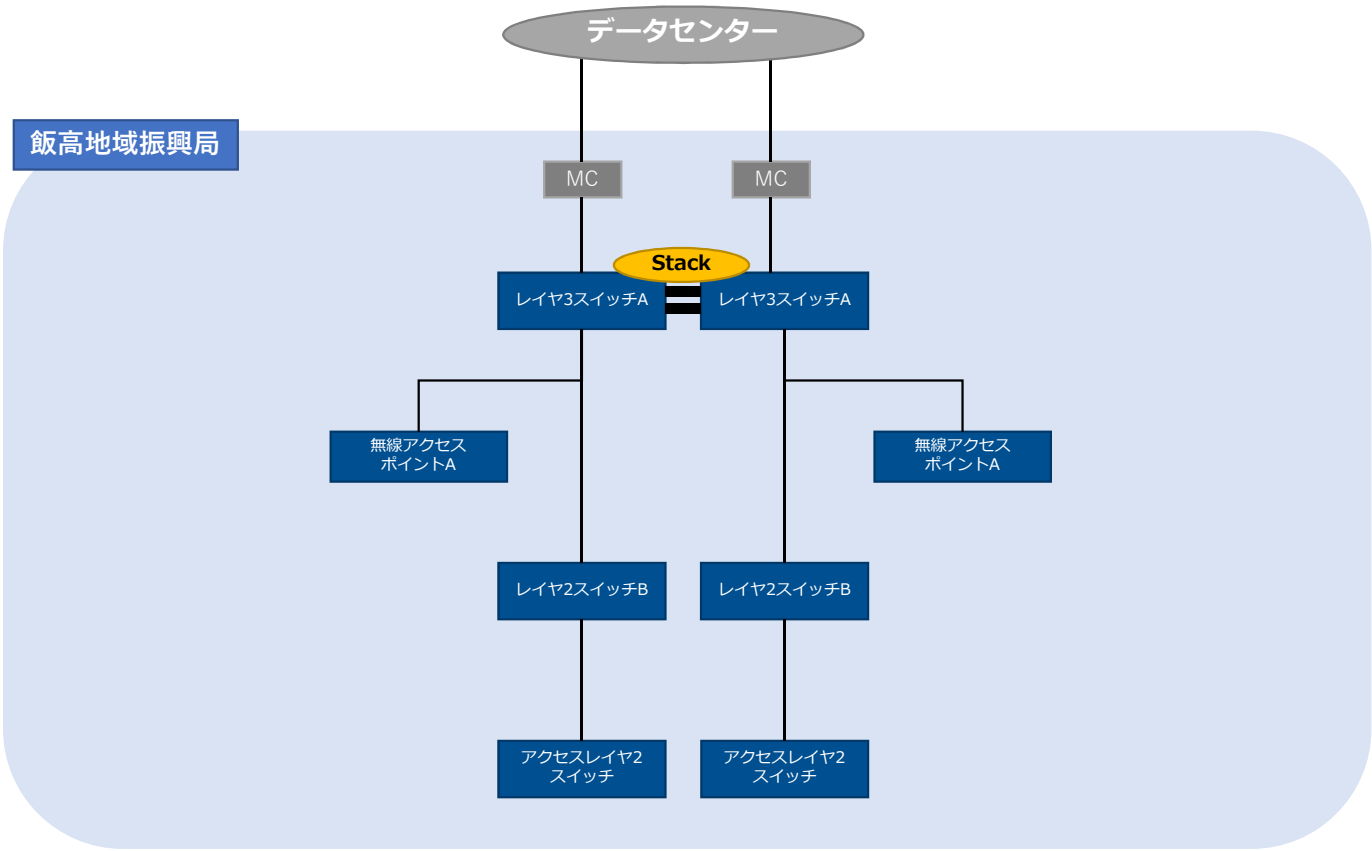 データセンター
飯高地域振興局
MC
MC
Stack
レイヤ3スイッチA
レイヤ3スイッチA
無線アクセス
ポイントA
無線アクセス
ポイントA
レイヤ2スイッチB
レイヤ2スイッチB
アクセスレイヤ2
スイッチ
アクセスレイヤ2
スイッチ